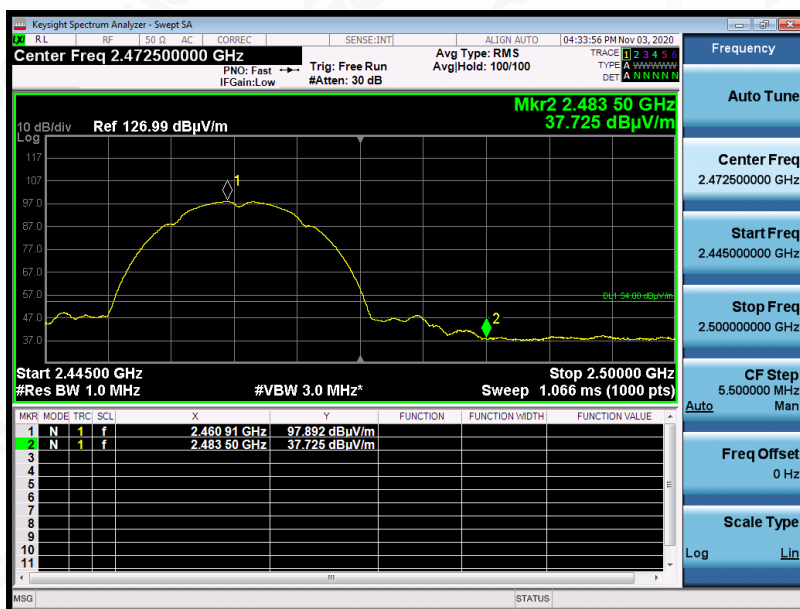 Keysight Spectrum Analyzer - Swept SA
LXI RL RF 50 Ω AC CORREC SENSE:INT ALIGN AUTO 04:33:56 PM Nov 03, 2020
Center Freq 2.472500000 GHz
PNO: Fast
IFGain:Low
Trig: Free Run
#Atten: 30 dB
Avg Type: RMS
Avg|Hold: 100/100
TRACE 1 2 3 4 5 6
TYPE A WWWWW
DET A N N N N N
Mkr2 2.483 50 GHz
37.725 dBµV/m
10 dB/div Ref 126.99 dBµV/m
Log
117
107
97.0
87.0
77.0
67.0
57.0
47.0
37.0
1
2
DL1 54.00 dBµV/m
Start 2.44500 GHz Stop 2.50000 GHz
#Res BW 1.0 MHz #VBW 3.0 MHz* Sweep 1.066 ms (1000 pts)
MKR MODE TRC SCL X Y FUNCTION FUNCTION WIDTH FUNCTION VALUE
1 N 1 f 2.460 91 GHz 97.892 dBµV/m
2 N 1 f 2.483 50 GHz 37.725 dBµV/m
3
4
5
6
7
8
9
10
11
MSG STATUS
Frequency
Auto Tune
Center Freq
2.472500000 GHz
Start Freq
2.445000000 GHz
Stop Freq
2.500000000 GHz
CF Step
5.500000 MHz
Auto Man
Freq Offset
0 Hz
Scale Type
Log Lin